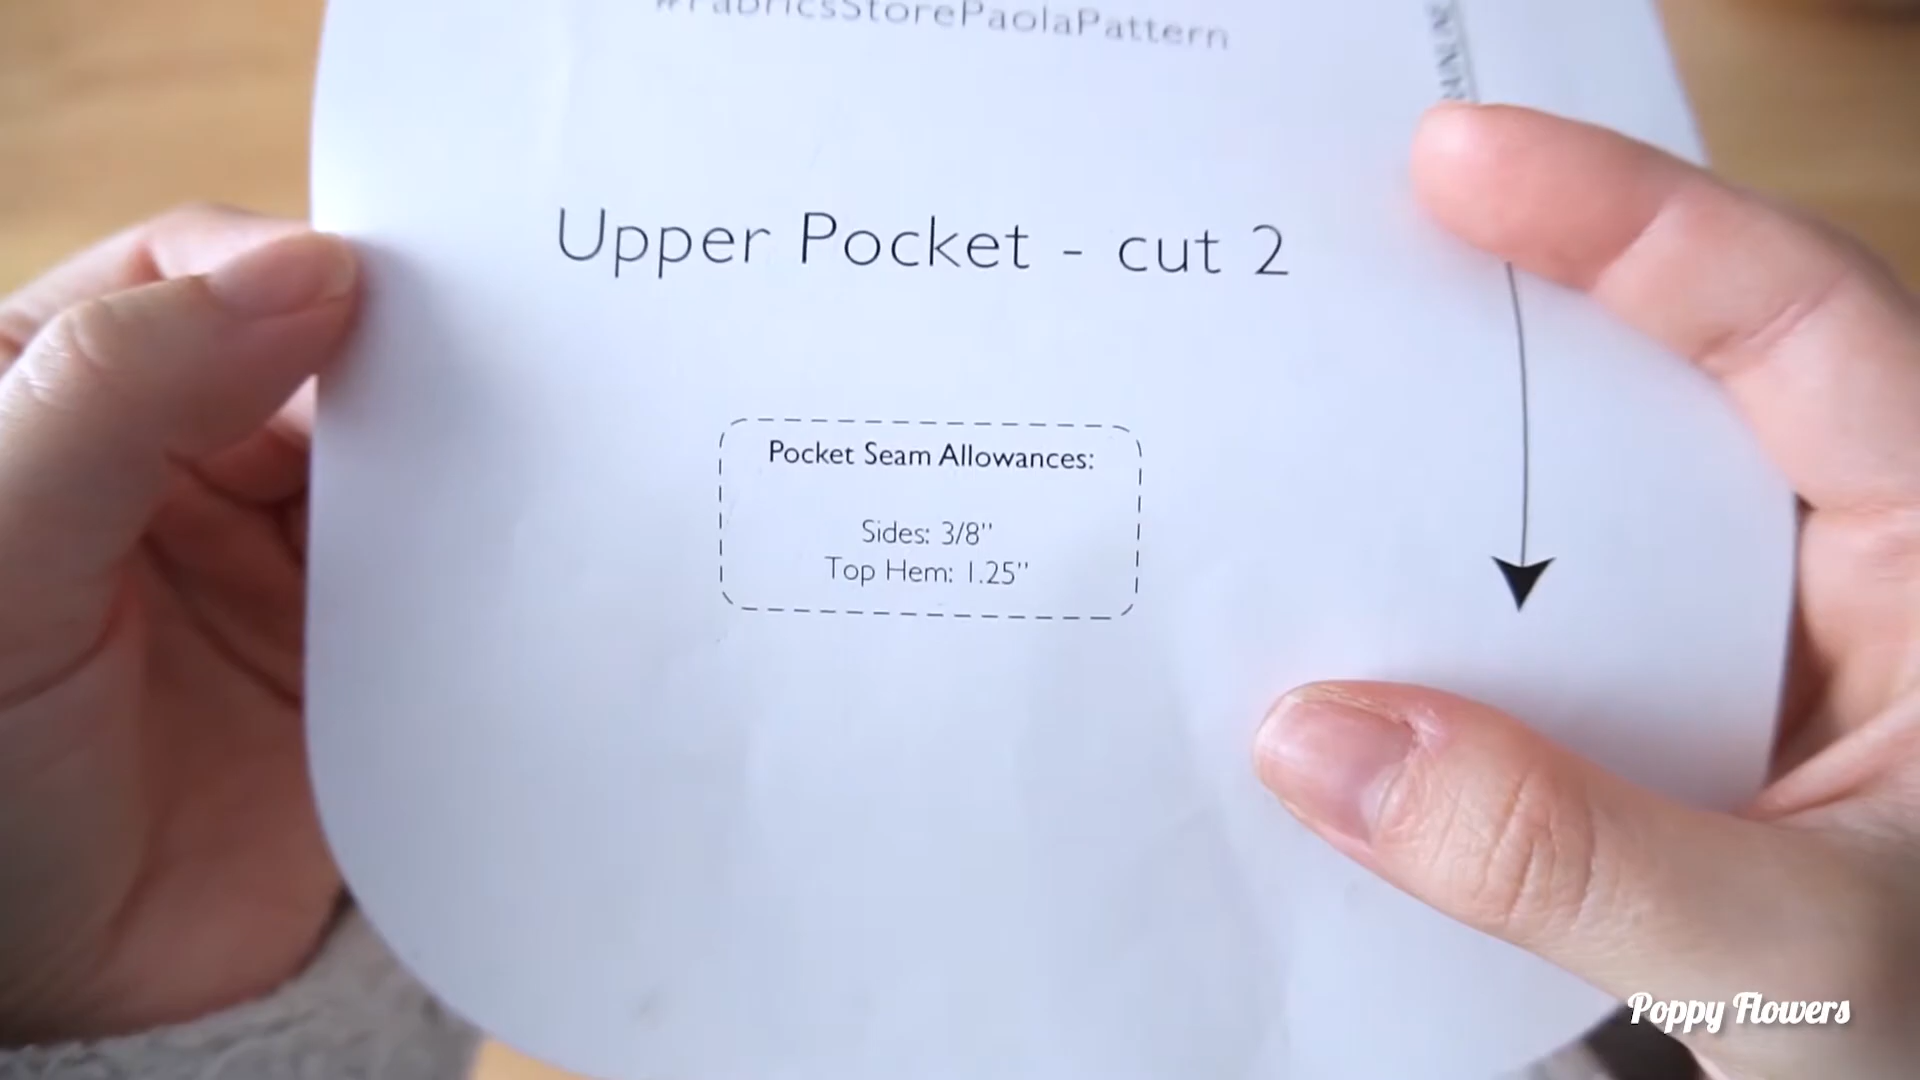 #FabricsStorePaolaPattern
Upper Pocket - cut 2
Pocket Seam Allowances:
Sides: 3/8"
Top Hem: 1.25"
Poppy Flowers